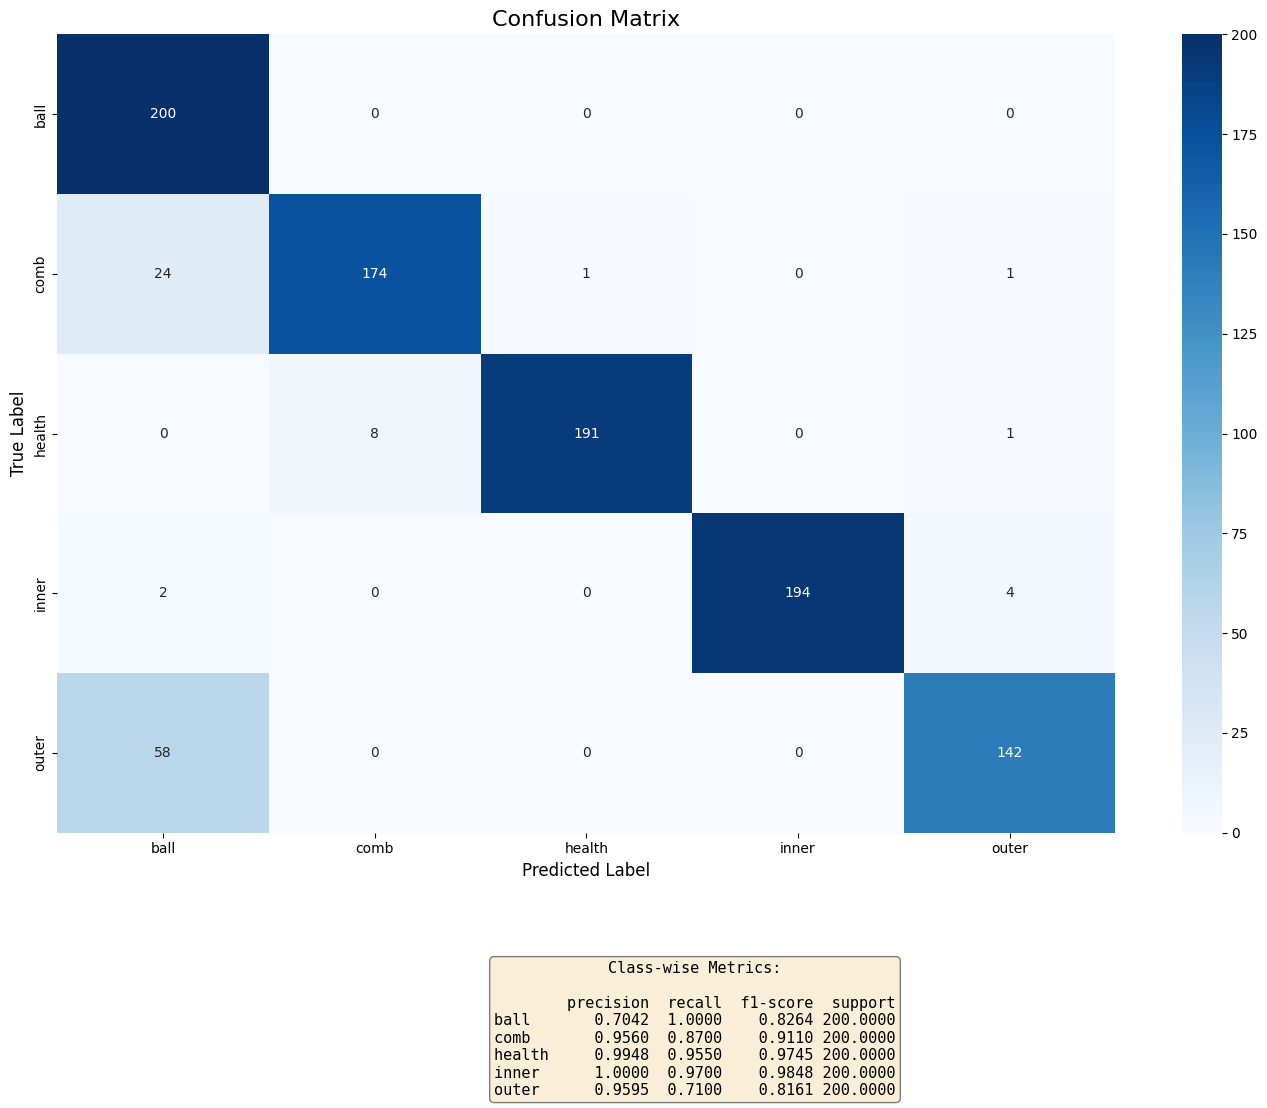 Confusion Matrix
200
ball 200 0 0 0 0
175
150
comb 24 174 1 0 1
125
True Label
health 0 8 191 0 1
100
75
inner 2 0 0 194 4
50
25
outer 58 0 0 0 142
0
ball comb health inner outer
Predicted Label
Class-wise Metrics:
precision recall f1-score support
ball 0.7042 1.0000 0.8264 200.0000
comb 0.9560 0.8700 0.9110 200.0000
health 0.9948 0.9550 0.9745 200.0000
inner 1.0000 0.9700 0.9848 200.0000
outer 0.9595 0.7100 0.8161 200.0000